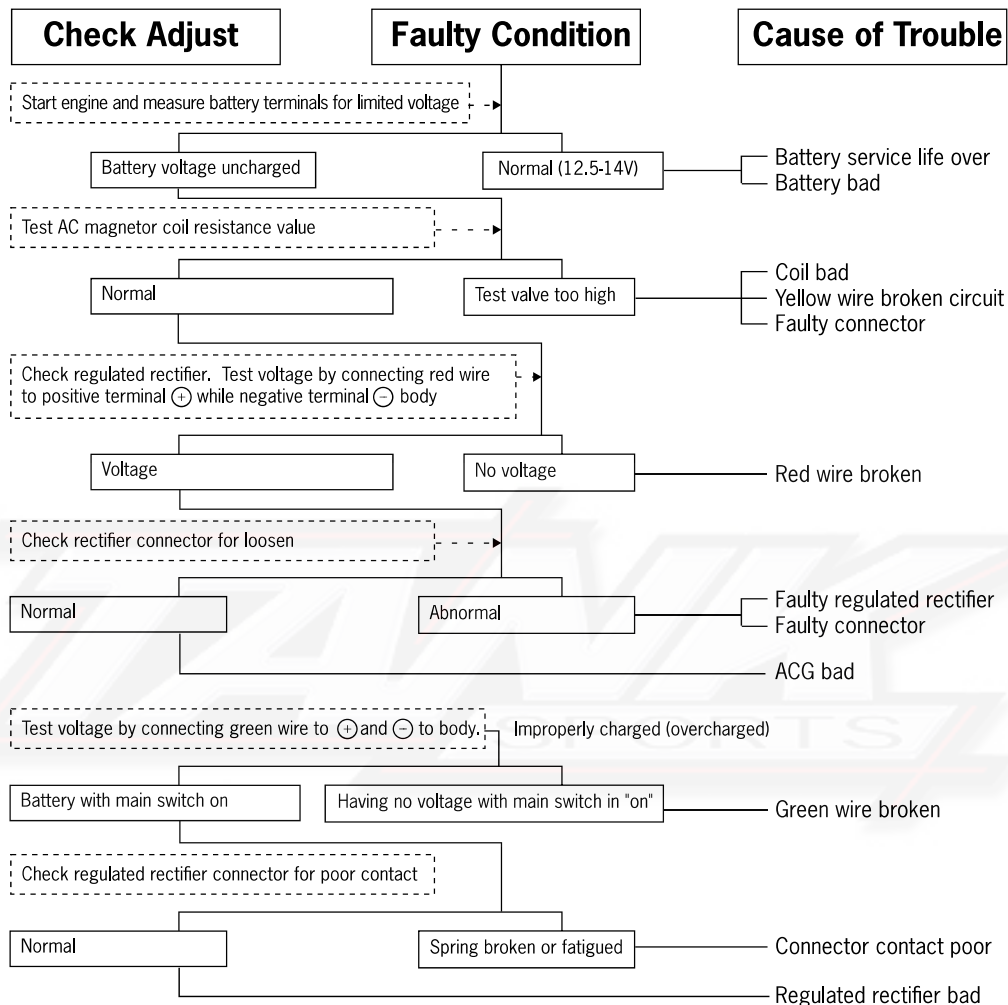 Check Adjust
Faulty Condition
Cause of Trouble
Start engine and measure battery terminals for limited voltage
Battery voltage uncharged
Normal (12.5-14V)
Battery service life over
Battery bad
Test AC magnetor coil resistance value
Normal
Test valve too high
Coil bad
Yellow wire broken circuit
Faulty connector
Check regulated rectifier. Test voltage by connecting red wire
to positive terminal (+) while negative terminal (-) body
Voltage
No voltage
Red wire broken
Check rectifier connector for loosen
Normal
Abnormal
Faulty regulated rectifier
Faulty connector
ACG bad
Test voltage by connecting green wire to (+) and (-) to body.
Improperly charged (overcharged)
Battery with main switch on
Having no voltage with main switch in "on"
Green wire broken
Check regulated rectifier connector for poor contact
Normal
Spring broken or fatigued
Connector contact poor
Regulated rectifier bad
TANK
SPORTS